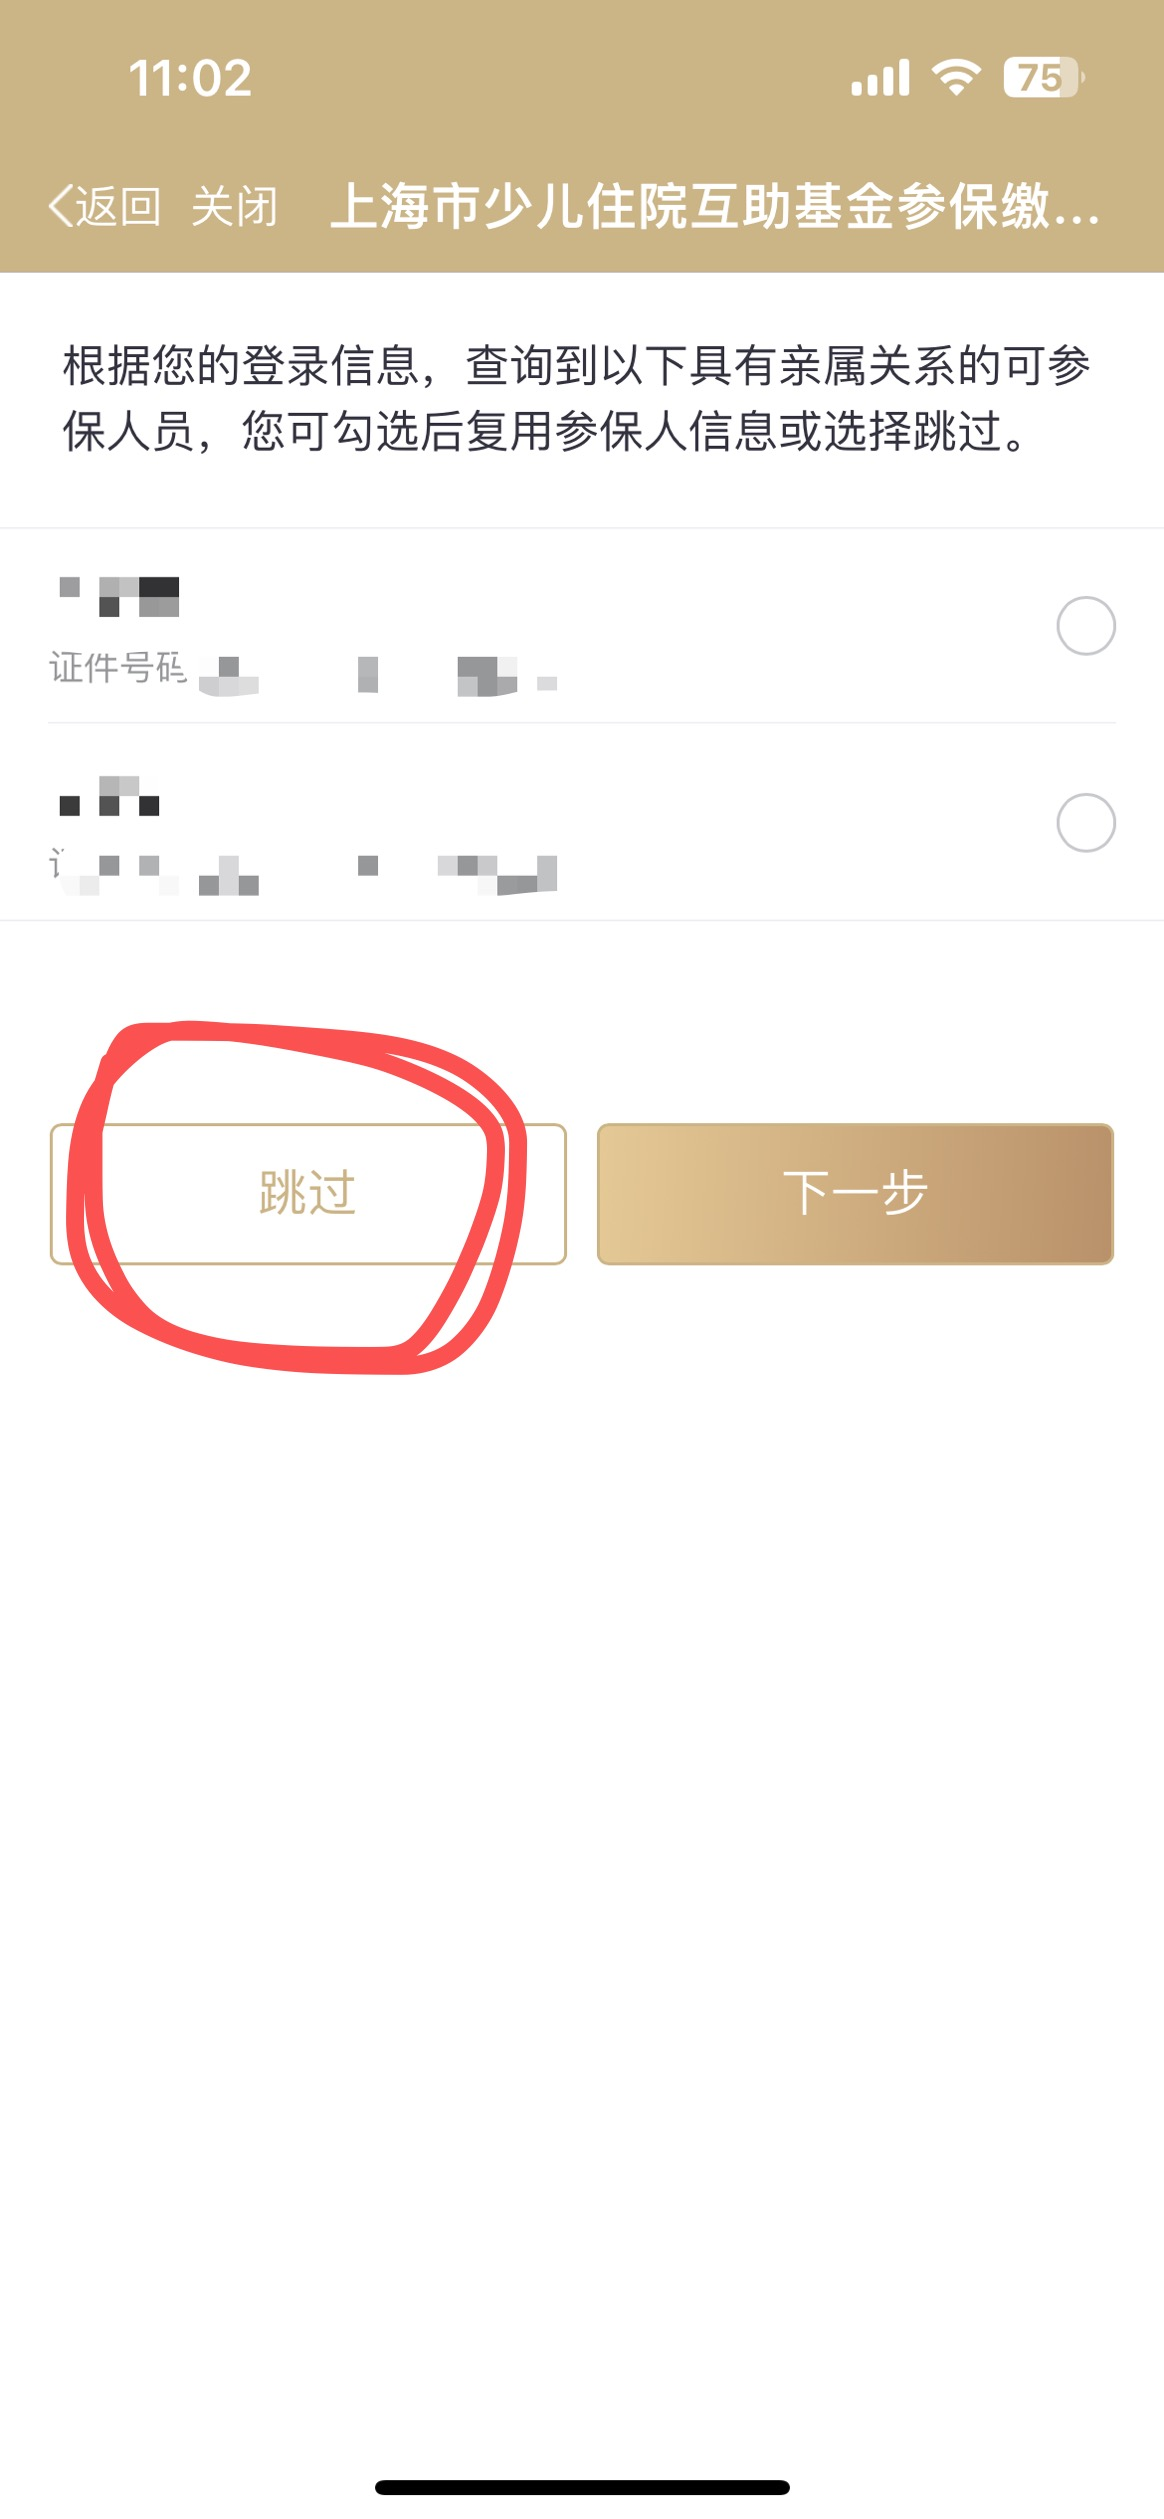 11:02
75
返回 关闭 上海市少儿住院互助基金参保缴...
根据您的登录信息，查询到以下具有亲属关系的可参
保人员，您可勾选后复用参保人信息或选择跳过。
证件号码
跳过
下一步